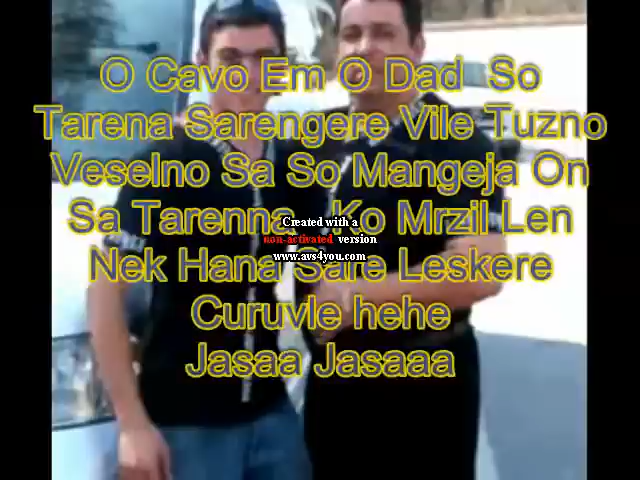 O Cavo Em O Dad So
Tarena Sarengere Vile Tuzno
Veselno Sa So Mangeja On
Sa Tarenna Ko Mrzil Len
Created with a
non-activated version
www.avs4you.com
Nek Hana Sare Leskere
Curuvle hehe
Jasaa Jasaaa